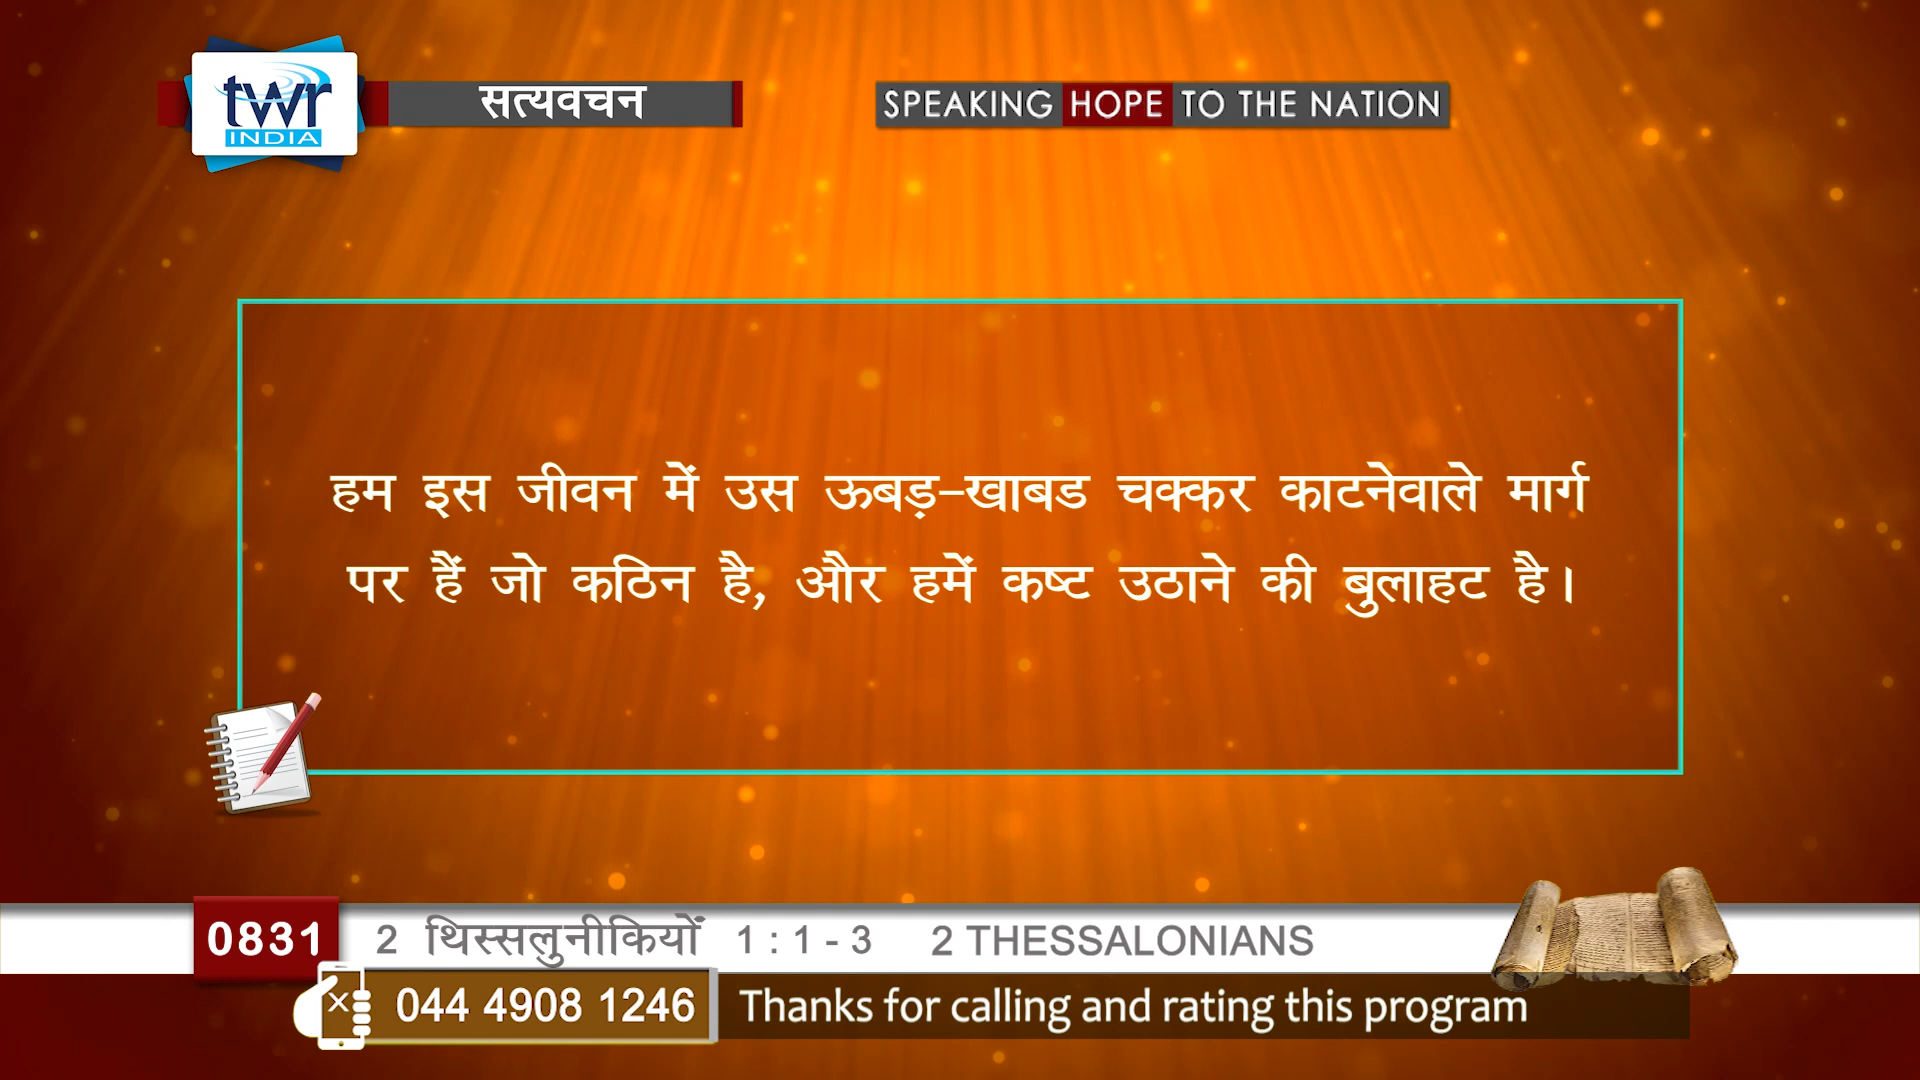 twr
INDIA
सत्यवचन
SPEAKING HOPE TO THE NATION
हम इस जीवन में उस ऊबड़-खाबड चक्कर काटनेवाले मार्ग
पर हैं जो कठिन है, और हमें कष्ट उठाने की बुलाहट है।
0831 2 थिस्सलुनीकियों 1 : 1 - 3 2 THESSALONIANS
044 4908 1246 Thanks for calling and rating this program